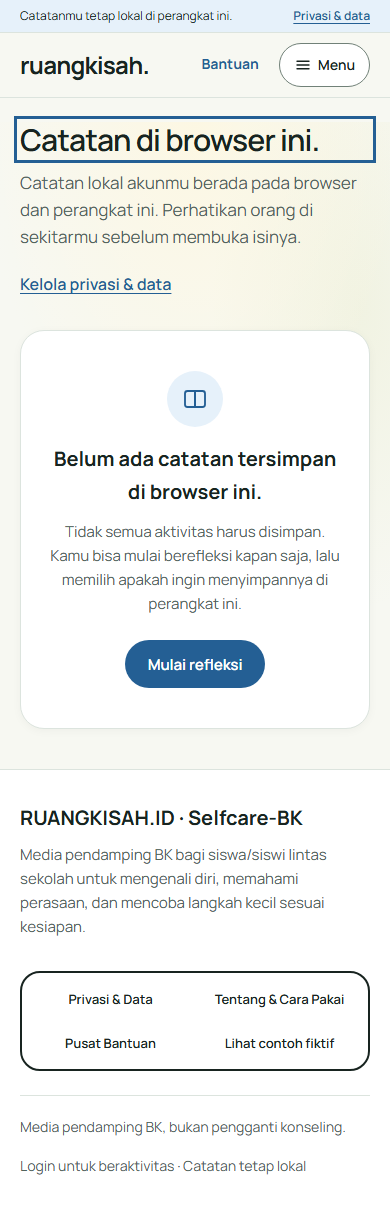 Catatanmu tetap lokal di perangkat ini.
Privasi & data
ruangkisah.
Bantuan
Menu
Catatan di browser ini.
Catatan lokal akunmu berada pada browser
dan perangkat ini. Perhatikan orang di
sekitarmu sebelum membuka isinya.
Kelola privasi & data
Belum ada catatan tersimpan
di browser ini.
Tidak semua aktivitas harus disimpan.
Kamu bisa mulai berefleksi kapan saja, lalu
memilih apakah ingin menyimpannya di
perangkat ini.
Mulai refleksi
RUANGKISAH.ID · Selfcare-BK
Media pendamping BK bagi siswa/siswi lintas
sekolah untuk mengenali diri, memahami
perasaan, dan mencoba langkah kecil sesuai
kesiapan.
Privasi & Data
Tentang & Cara Pakai
Pusat Bantuan
Lihat contoh fiktif
Media pendamping BK, bukan pengganti konseling.
Login untuk beraktivitas · Catatan tetap lokal